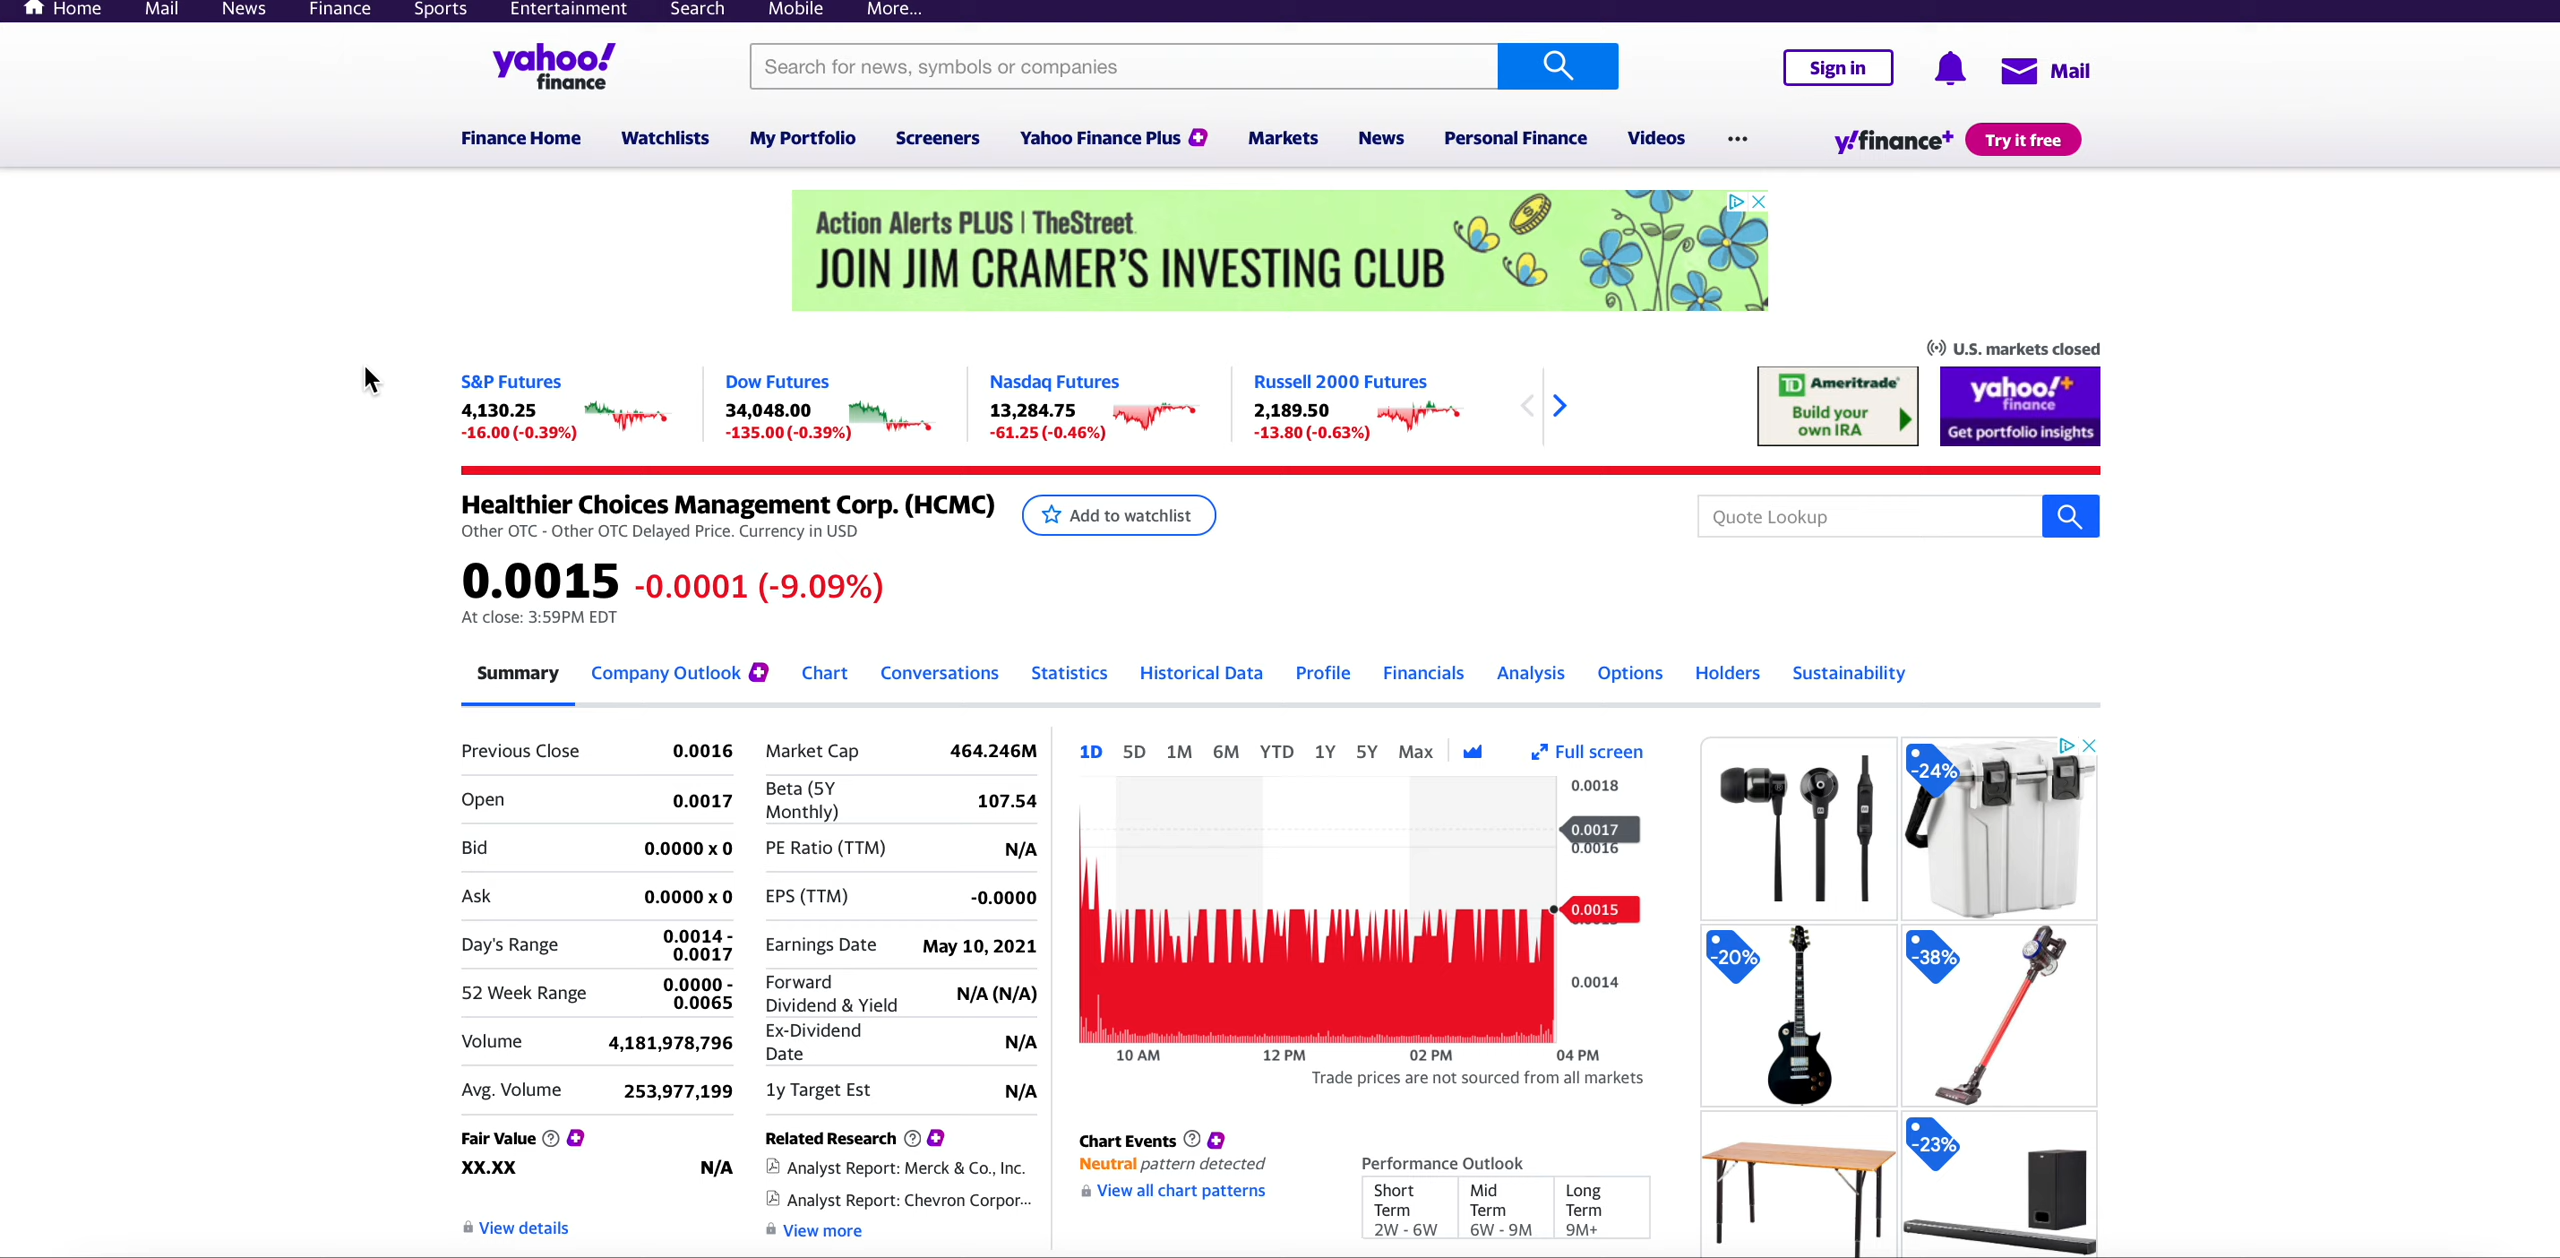 Home Mail News Finance Sports Entertainment Search Mobile More...
yahoo! finance
Search for news, symbols or companies
Sign in
Mail
Finance Home Watchlists My Portfolio Screeners Yahoo Finance Plus Markets News Personal Finance Videos ...
y!finance+ Try it free
Action Alerts PLUS | TheStreet
JOIN JIM CRAMER'S INVESTING CLUB
U.S. markets closed
S&P Futures
4,130.25
-16.00 (-0.39%)
Dow Futures
34,048.00
-135.00 (-0.39%)
Nasdaq Futures
13,284.75
-61.25 (-0.46%)
Russell 2000 Futures
2,189.50
-13.80 (-0.63%)
TD Ameritrade
Build your
own IRA
yahoo!+
finance
Get portfolio insights
Healthier Choices Management Corp. (HCMC)
Add to watchlist
Quote Lookup
Other OTC - Other OTC Delayed Price. Currency in USD
0.0015 -0.0001 (-9.09%)
At close: 3:59PM EDT
Summary Company Outlook Chart Conversations Statistics Historical Data Profile Financials Analysis Options Holders Sustainability
Previous Close 0.0016
Open 0.0017
Bid 0.0000 x 0
Ask 0.0000 x 0
Day's Range 0.0014 -
0.0017
52 Week Range 0.0000 -
0.0065
Volume 4,181,978,796
Avg. Volume 253,977,199
Market Cap 464.246M
Beta (5Y
Monthly) 107.54
PE Ratio (TTM) N/A
EPS (TTM) -0.0000
Earnings Date May 10, 2021
Forward
Dividend & Yield N/A (N/A)
Ex-Dividend
Date N/A
1y Target Est N/A
Fair Value
XX.XX N/A
View details
Related Research
Analyst Report: Merck & Co., Inc.
Analyst Report: Chevron Corpor...
View more
1D 5D 1M 6M YTD 1Y 5Y Max Full screen
0.0018
0.0017
0.0016
0.0015
0.0014
10 AM 12 PM 02 PM 04 PM
Trade prices are not sourced from all markets
Chart Events
Neutral pattern detected
View all chart patterns
Performance Outlook
Short
Term
2W - 6W
Mid
Term
6W - 9M
Long
Term
9M+
-24%
-20%
-38%
-23%